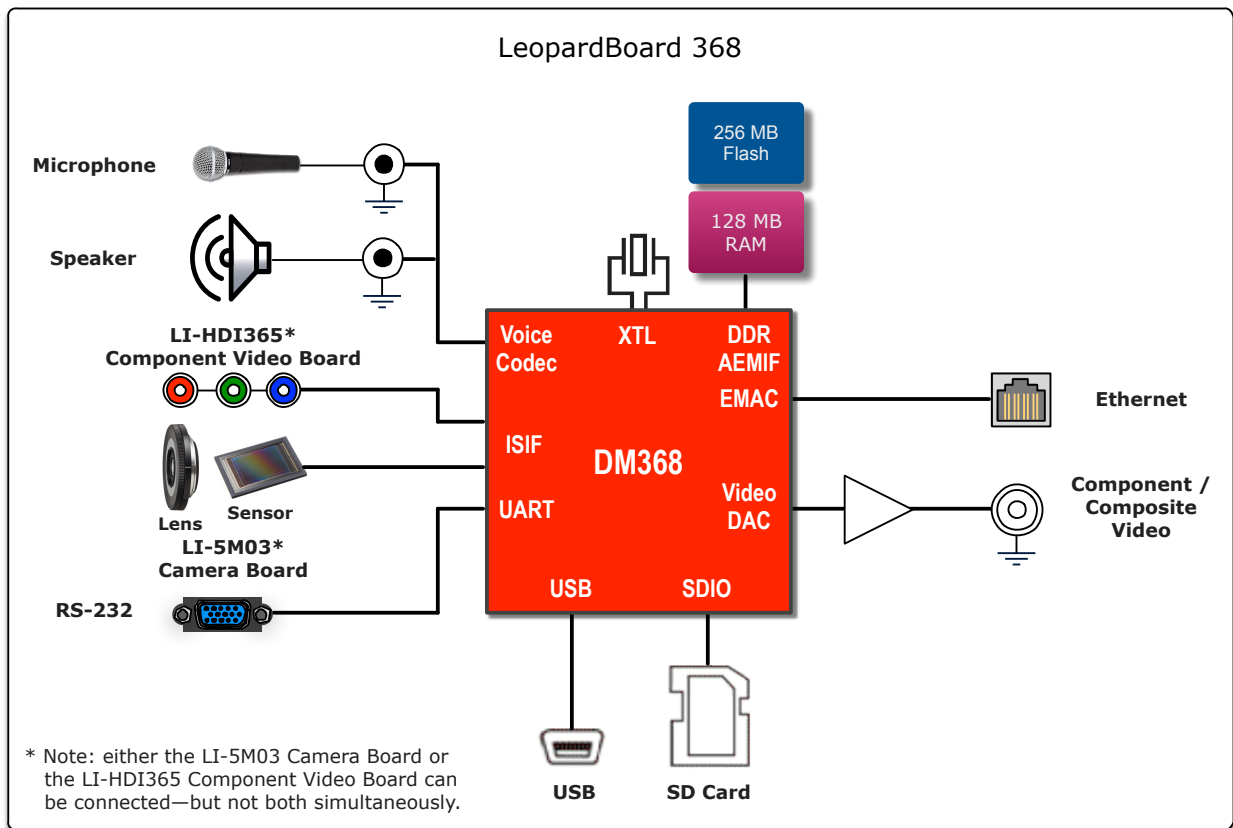 LeopardBoard 368
256 MB
Flash
Microphone
128 MB
RAM
Speaker
LI-HDI365*
Component Video Board
Voice
Codec
XTL
DDR
AEMIF
EMAC
Ethernet
ISIF
DM368
Lens
Sensor
UART
Video
DAC
Component /
Composite
Video
LI-5M03*
Camera Board
RS-232
USB
SDIO
USB
SD Card
* Note: either the LI-5M03 Camera Board or
the LI-HDI365 Component Video Board can
be connected—but not both simultaneously.